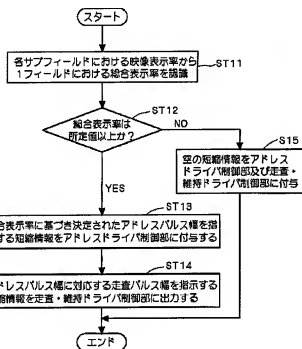 スタート
各サブフィールドにおける映像表示率から
1フィールドにおける総合表示率を認識
ST11
ST12
総合表示率は
所定値以上か？
NO
S15
空の短縮情報をアドレス
ドライバ制御部及び走査・
維持ドライバ制御部に付与
YES
ST13
合表示率に基づき決定されたアドレスパルス幅を指
する短縮情報をアドレスドライバ制御部に付与する
ST14
ドレスパルス幅に対応する走査パルス幅を指示する
縮情報を走査・維持ドライバ制御部に出力する
エンド